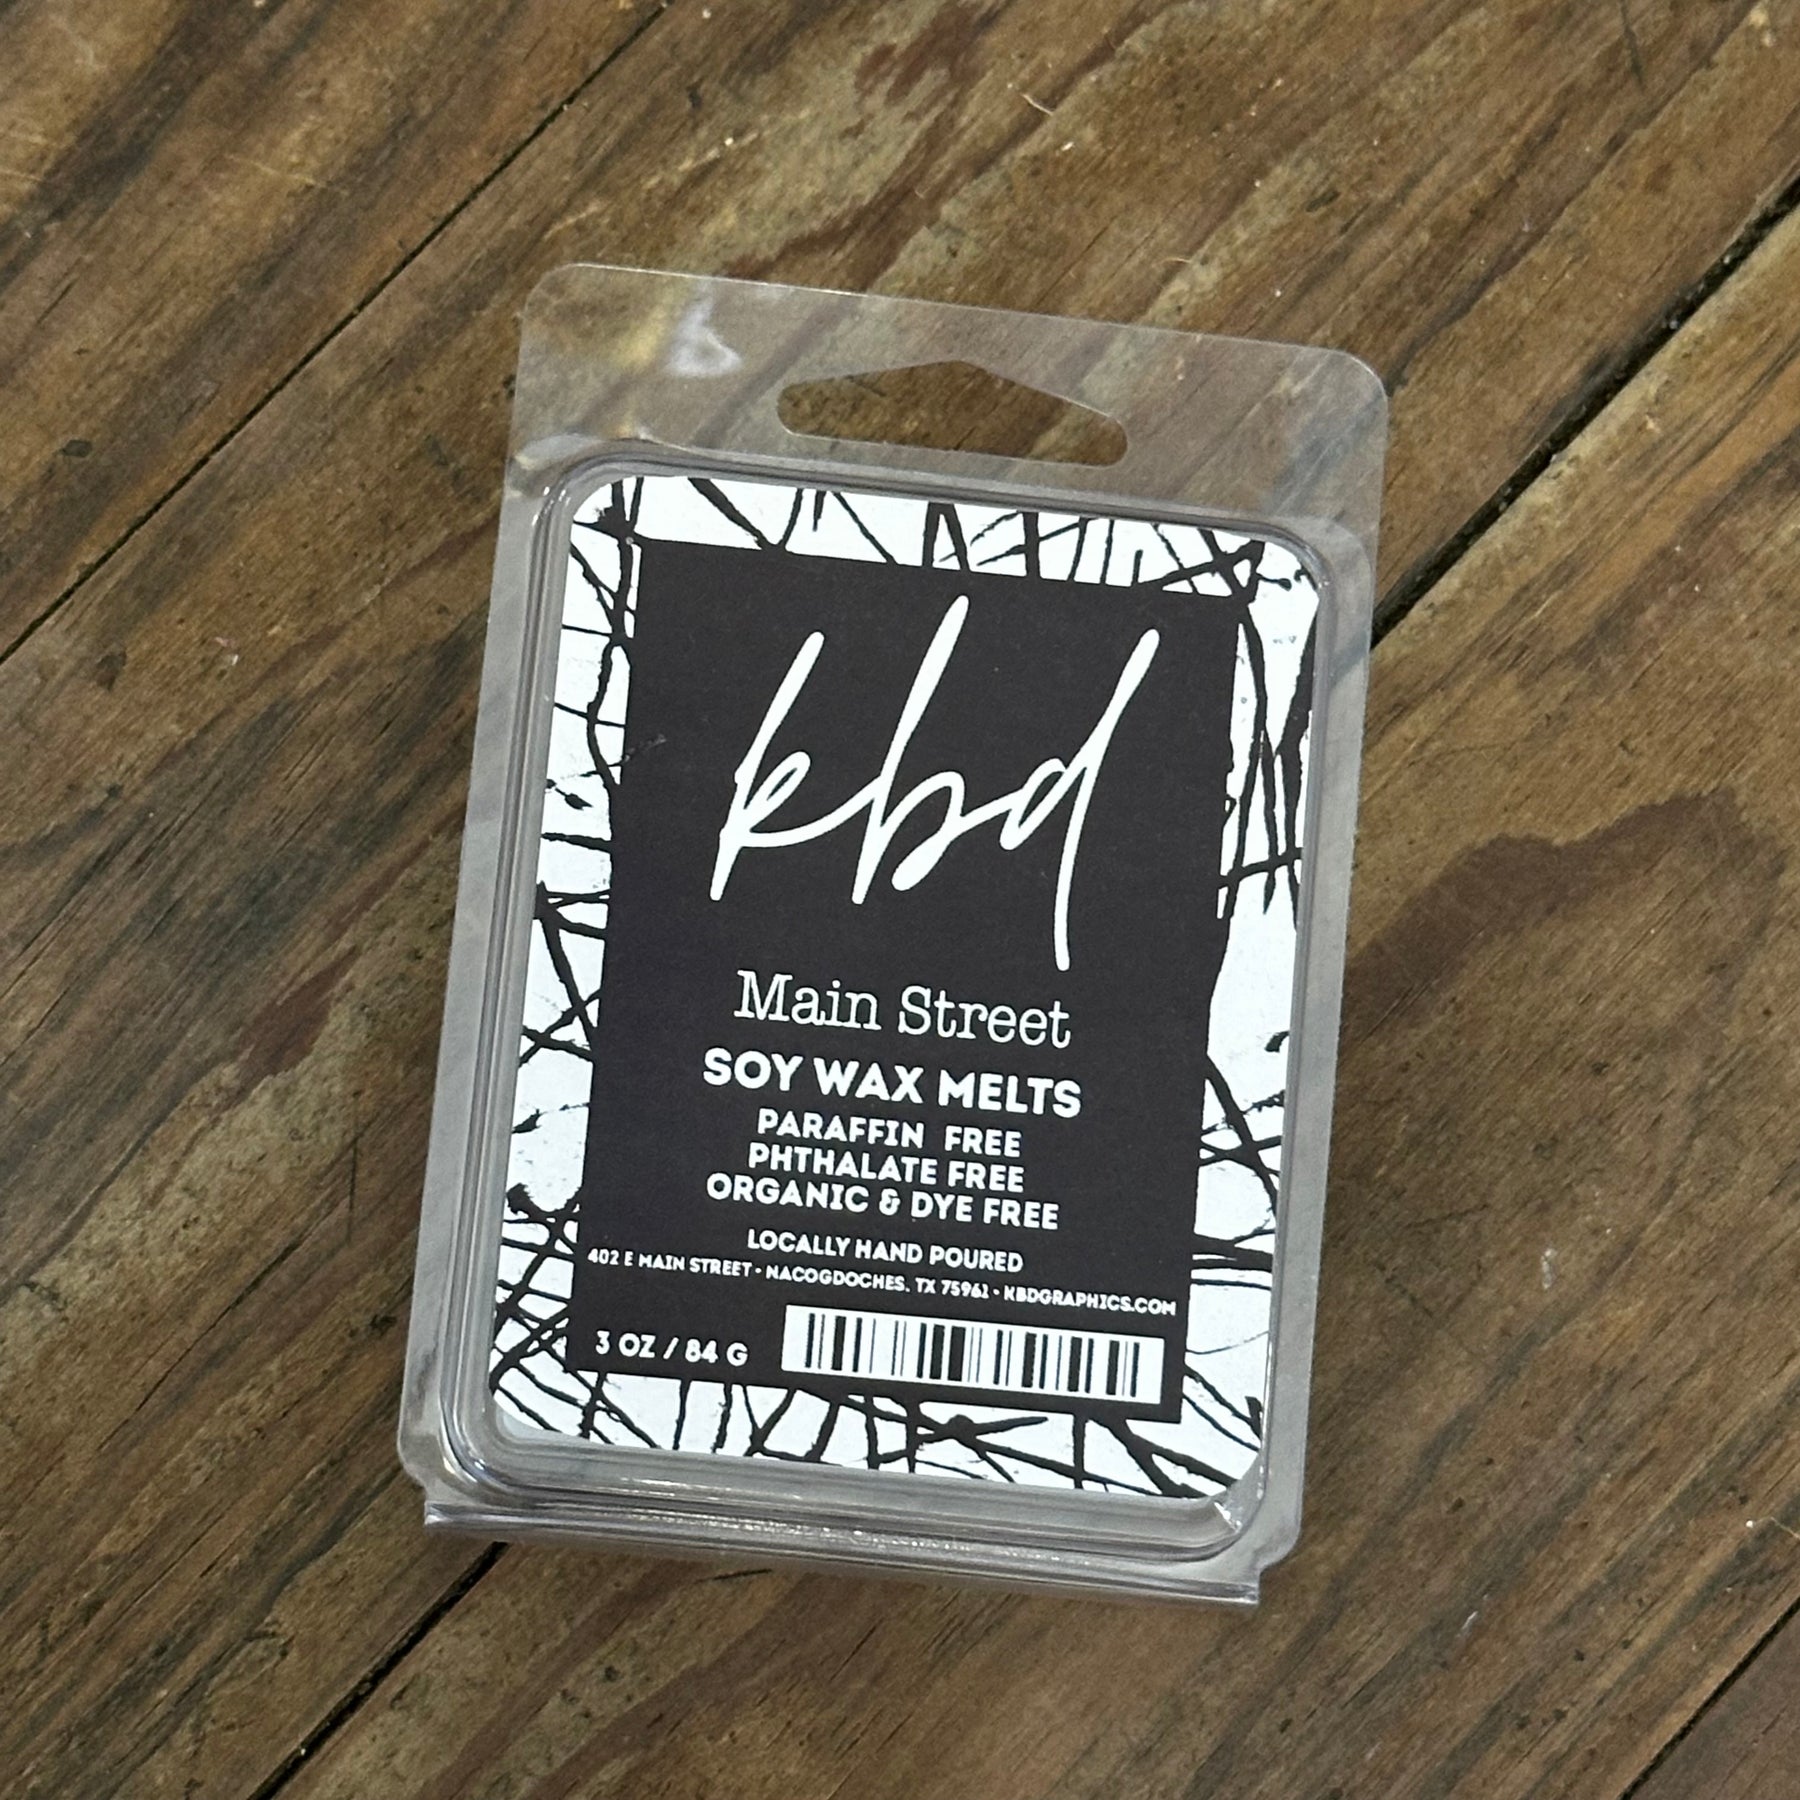 kbd
Main Street
SOY WAX MELTS
PARAFFIN FREE
PHTHALATE FREE
ORGANIC & DYE FREE
LOCALLY HAND POURED
402 E MAIN STREET • NACOGDOCHES, TX 75961 • KBDGRAPHICS.COM
3 OZ / 84 G